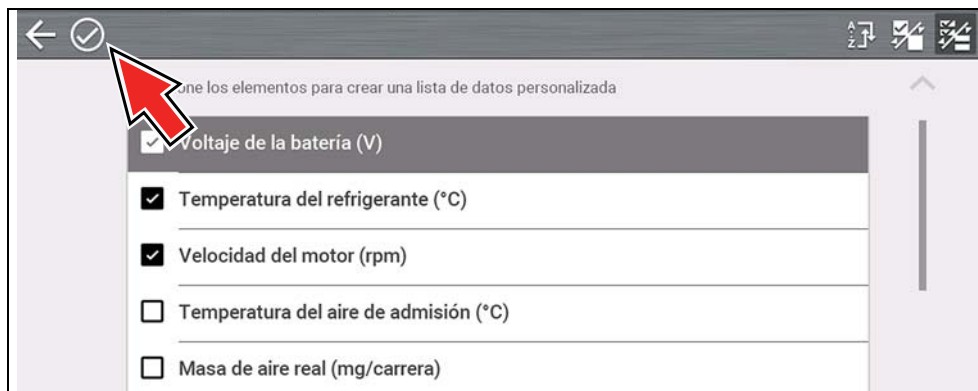 one los elementos para crear una lista de datos personalizada
Voltaje de la batería (V)
Temperatura del refrigerante (°C)
Velocidad del motor (rpm)
Temperatura del aire de admisión (°C)
Masa de aire real (mg/carrera)